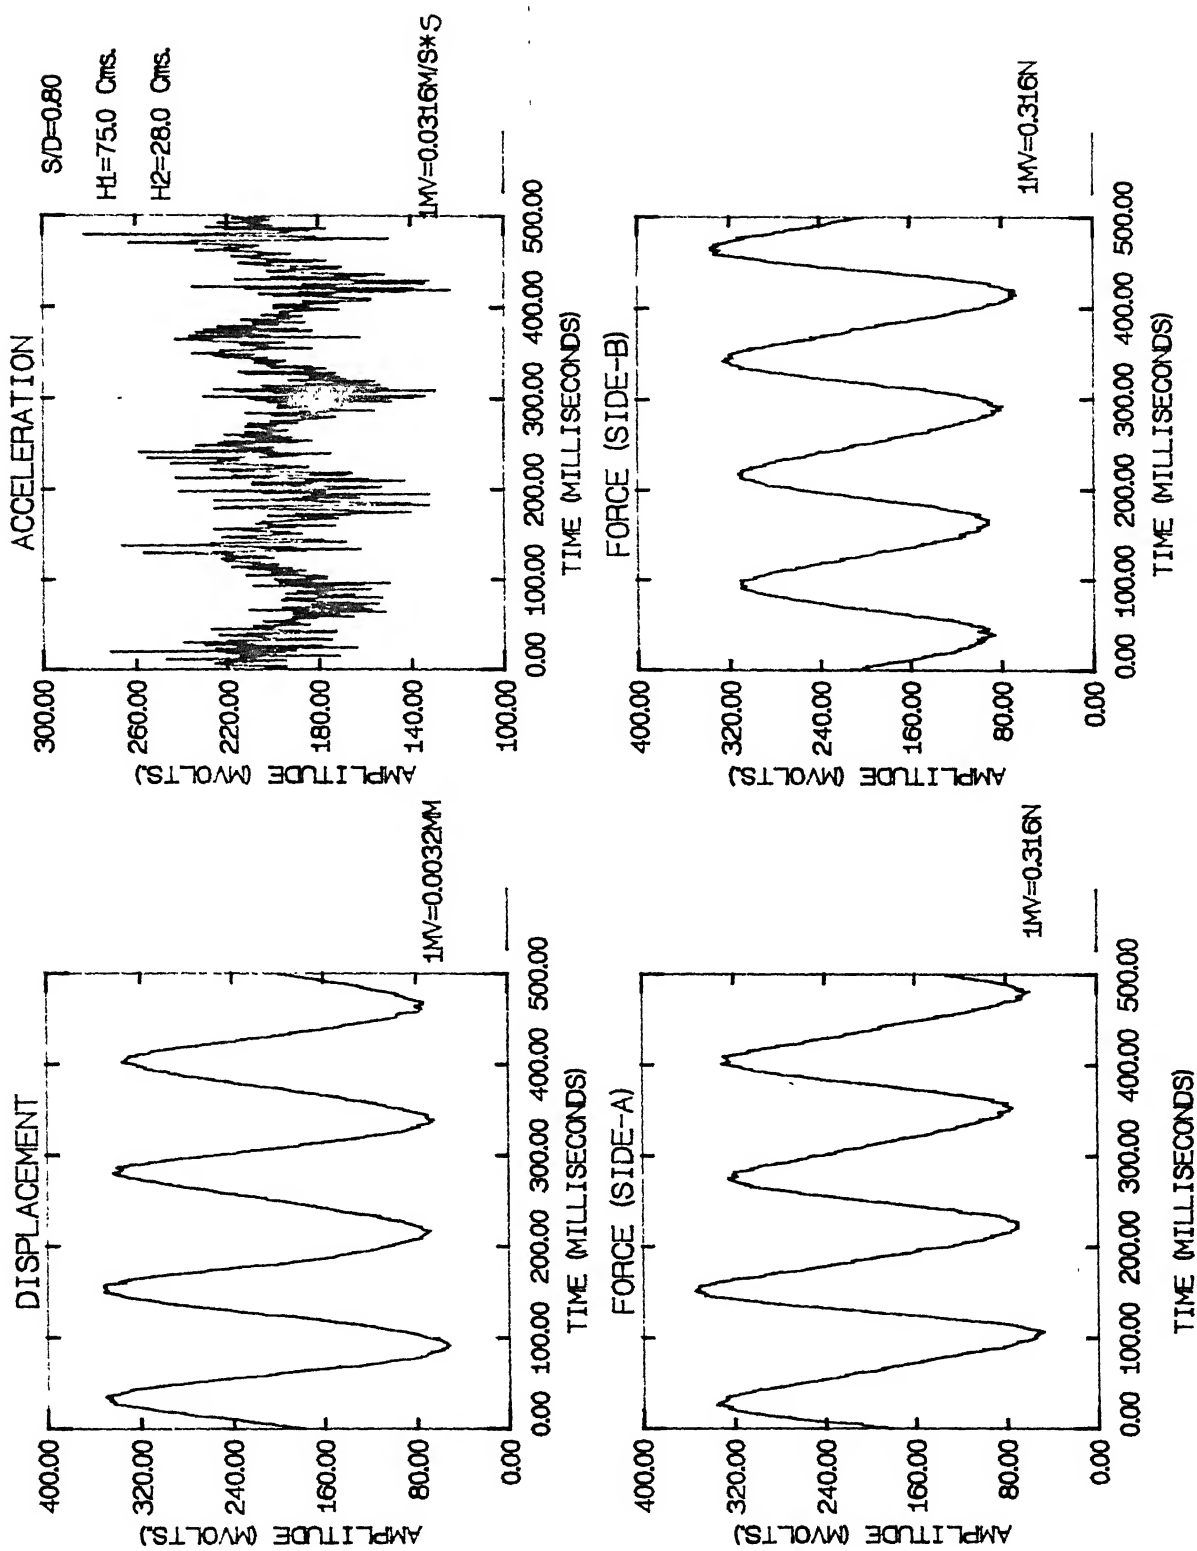 DISPLACEMENT
400.00
320.00
240.00
160.00
80.00
0.00
AMPLITUDE (MVOLTS.)
0.00 100.00 200.00 300.00 400.00 500.00
TIME (MILLISECONDS)
1MV=0.0032MM
ACCELERATION
300.00
260.00
220.00
180.00
140.00
100.00
AMPLITUDE (MVOLTS.)
0.00 100.00 200.00 300.00 400.00 500.00
TIME (MILLISECONDS)
S/D=0.80
H1=75.0 Cms.
H2=28.0 Cms.
1MV=0.0316M/S*S
FORCE (SIDE-A)
400.00
320.00
240.00
160.00
80.00
0.00
AMPLITUDE (MVOLTS.)
0.00 100.00 200.00 300.00 400.00 500.00
TIME (MILLISECONDS)
1MV=0.316N
FORCE (SIDE-B)
400.00
320.00
240.00
160.00
80.00
0.00
AMPLITUDE (MVOLTS.)
0.00 100.00 200.00 300.00 400.00 500.00
TIME (MILLISECONDS)
1MV=0.316N